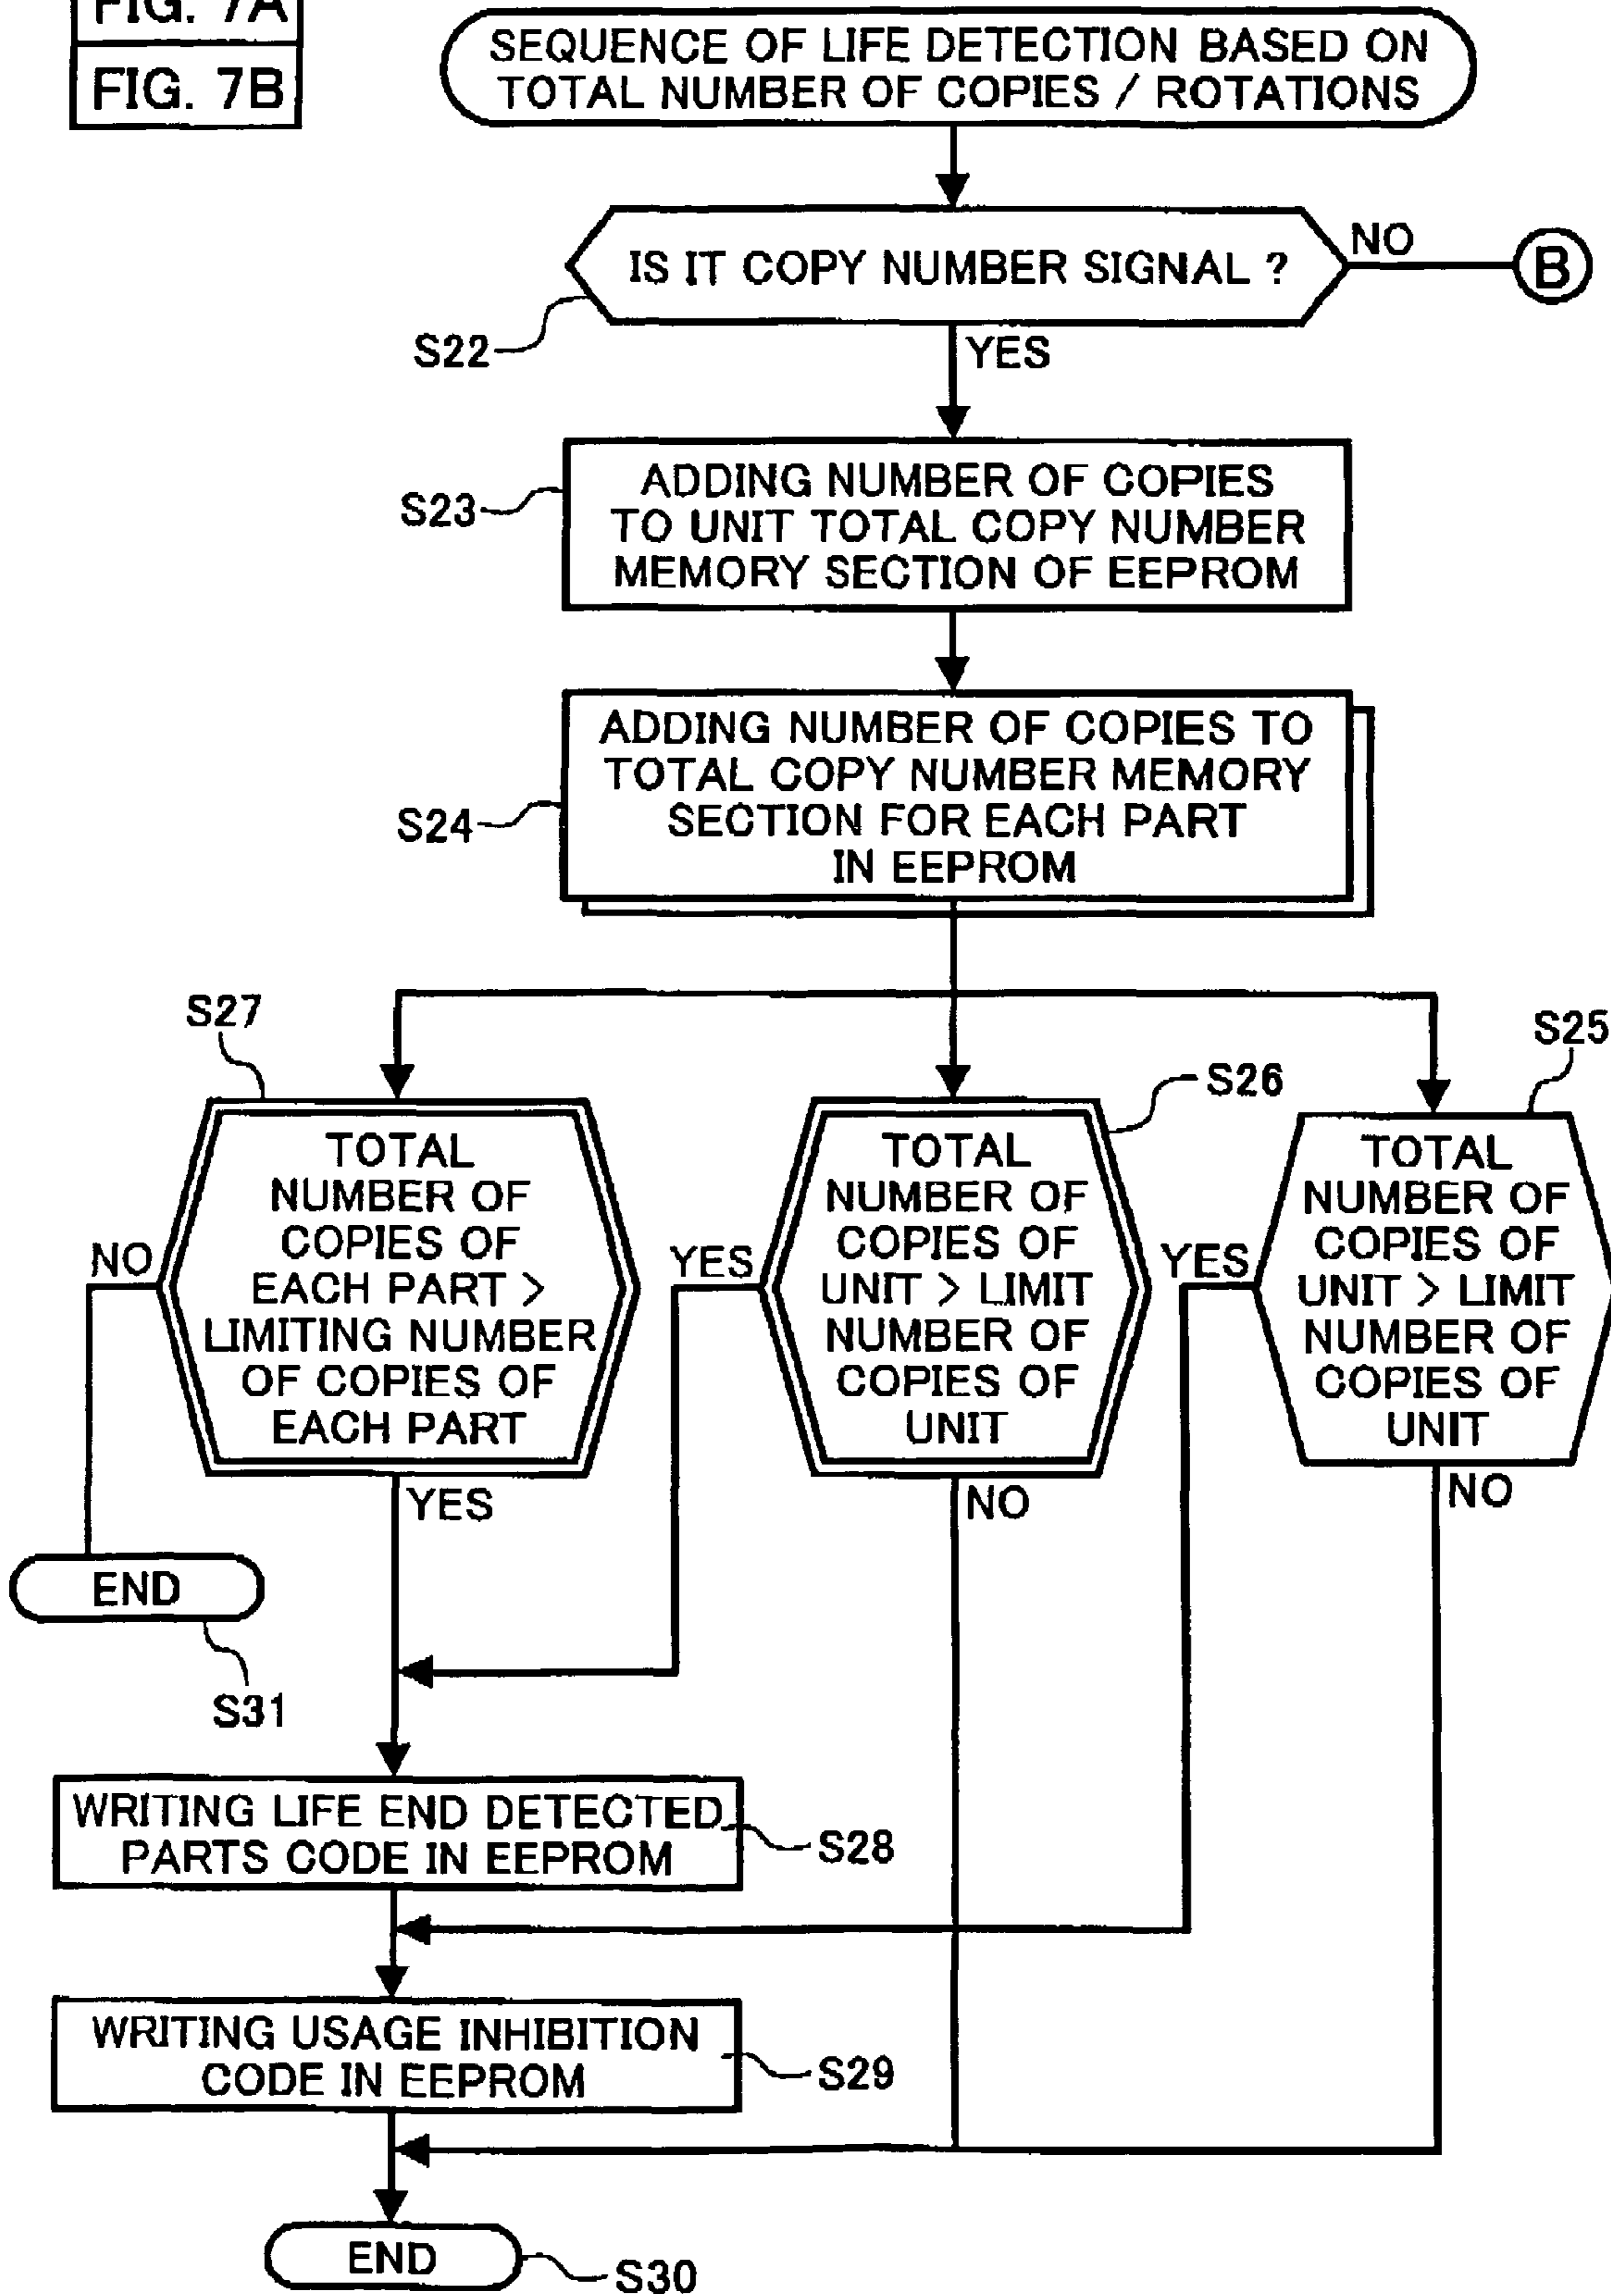 FIG. 7A
FIG. 7B
SEQUENCE OF LIFE DETECTION BASED ON
TOTAL NUMBER OF COPIES / ROTATIONS
IS IT COPY NUMBER SIGNAL ?
NO
B
S22
YES
ADDING NUMBER OF COPIES
TO UNIT TOTAL COPY NUMBER
MEMORY SECTION OF EEPROM
S23
ADDING NUMBER OF COPIES TO
TOTAL COPY NUMBER MEMORY
SECTION FOR EACH PART
IN EEPROM
S24
S27
TOTAL
NUMBER OF
COPIES OF
EACH PART >
LIMITING NUMBER
OF COPIES OF
EACH PART
NO
YES
S26
TOTAL
NUMBER OF
COPIES OF
UNIT > LIMIT
NUMBER OF
COPIES OF
UNIT
YES
NO
S25
TOTAL
NUMBER OF
COPIES OF
UNIT > LIMIT
NUMBER OF
COPIES OF
UNIT
YES
NO
END
S31
WRITING LIFE END DETECTED
PARTS CODE IN EEPROM
S28
WRITING USAGE INHIBITION
CODE IN EEPROM
S29
END
S30